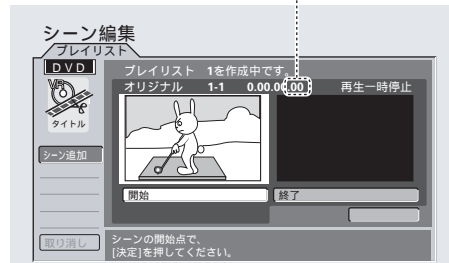 シーン編集
プレイリスト
DVD
VR
タイトル
シーン追加
取り消し
プレイリスト 1を作成中です。
オリジナル 1-1 0.00.00.00 再生一時停止
開始 終了
シーンの開始点で、
[決定]を押してください。